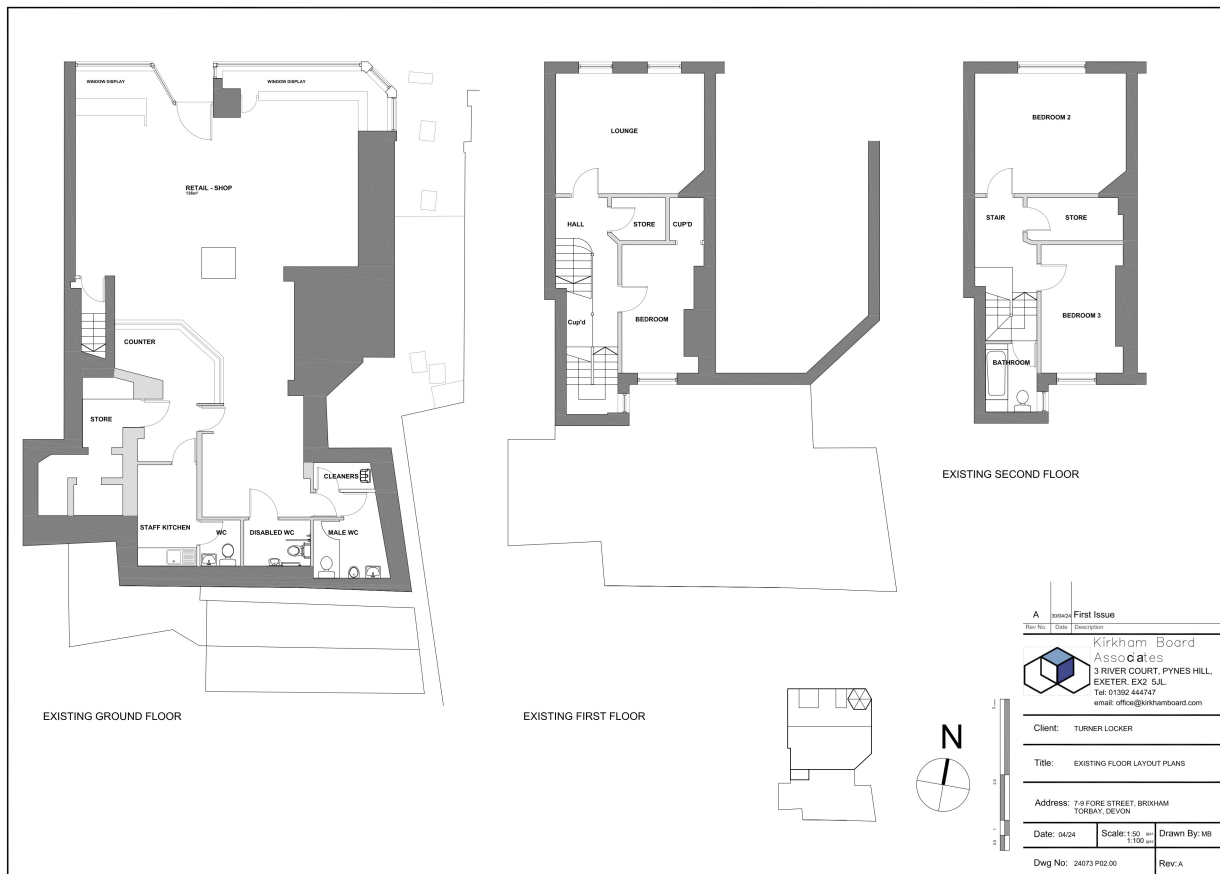 WINDOW DISPLAY
WINDOW DISPLAY
RETAIL - SHOP
COUNTER
STORE
CLEANERS
STAFF KITCHEN
WC
DISABLED WC
MALE WC
EXISTING GROUND FLOOR
LOUNGE
HALL
STORE
CUP'D
Cup'd
BEDROOM
EXISTING FIRST FLOOR
BEDROOM 2
STAIR
STORE
BEDROOM 3
BATHROOM
EXISTING SECOND FLOOR
N
A 30/04/24 First Issue
Rev No. Date Description
Kirkham Board
Associates
3 RIVER COURT, PYNES HILL,
EXETER. EX2 5JL.
Tel: 01392 444747
email: office@kirkhamboard.com
Client: TURNER LOCKER
Title: EXISTING FLOOR LAYOUT PLANS
Address: 7-9 FORE STREET, BRIXHAM
TORBAY, DEVON
Date: 04/24 Scale: 1:50 Drawn By: MB
1:100
Dwg No: 24073 P02.00 Rev: A